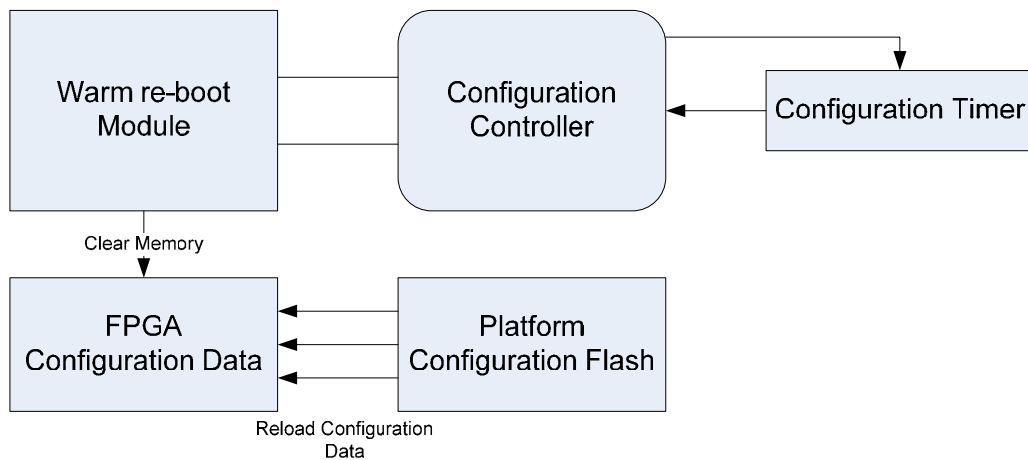 Warm re-boot
Module
Configuration
Controller
Configuration Timer
Clear Memory
FPGA
Configuration Data
Platform
Configuration Flash
Reload Configuration
Data